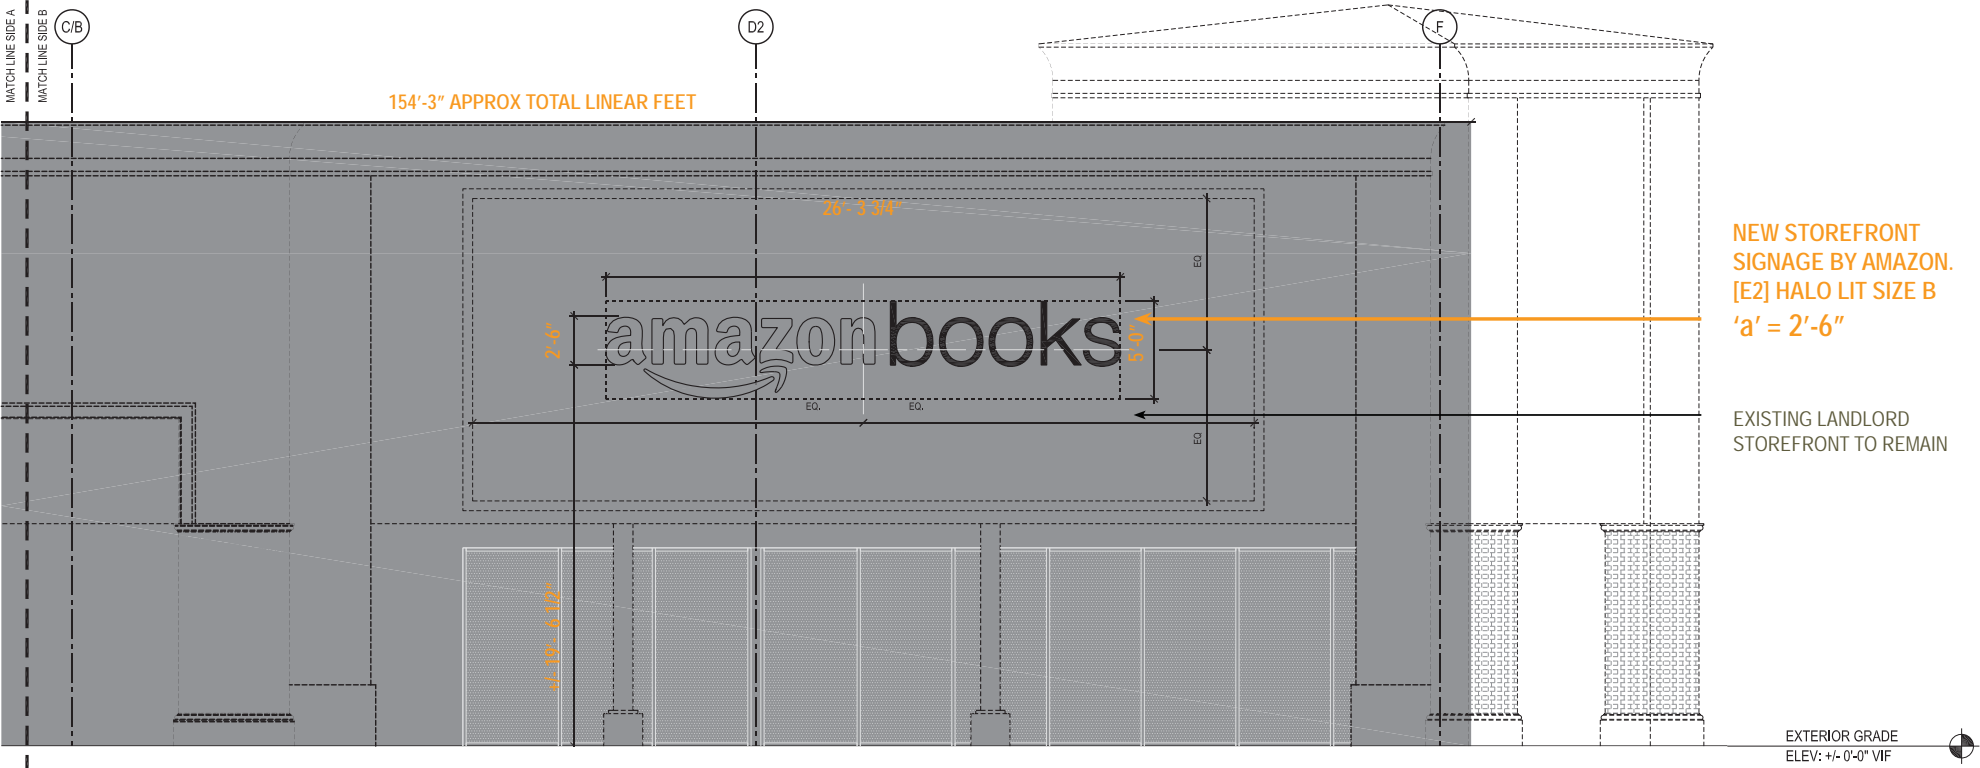 MATCH LINE SIDE A
MATCH LINE SIDE B
C/B
D2
F
154'-3" APPROX TOTAL LINEAR FEET
26'- 3 3/4"
EQ
NEW STOREFRONT
SIGNAGE BY AMAZON.
[E2] HALO LIT SIZE B
'a' = 2'-6"
2'-6"
amazonbooks
5'-0"
EQ.
EQ.
EXISTING LANDLORD
STOREFRONT TO REMAIN
EQ
+/- 19'- 6 1/2"
EXTERIOR GRADE
ELEV: +/- 0'-0" VIF